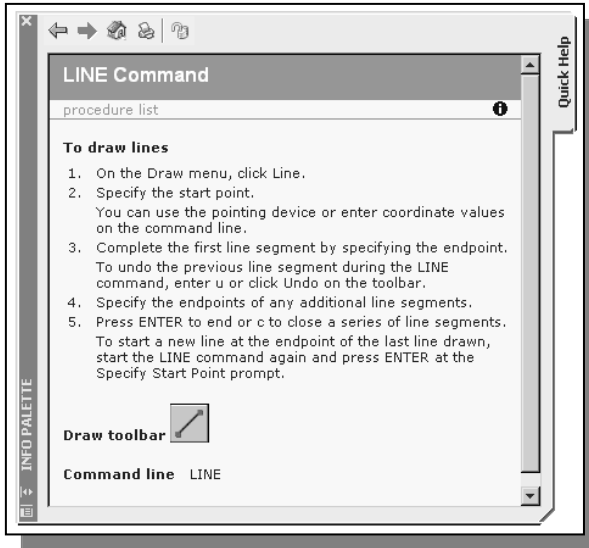 Quick Help
LINE Command
procedure list
To draw lines
1. On the Draw menu, click Line.
2. Specify the start point.
You can use the pointing device or enter coordinate values
on the command line.
3. Complete the first line segment by specifying the endpoint.
To undo the previous line segment during the LINE
command, enter u or click Undo on the toolbar.
4. Specify the endpoints of any additional line segments.
5. Press ENTER to end or c to close a series of line segments.
To start a new line at the endpoint of the last line drawn,
start the LINE command again and press ENTER at the
Specify Start Point prompt.
Draw toolbar
Command line LINE
INFO PALETTE